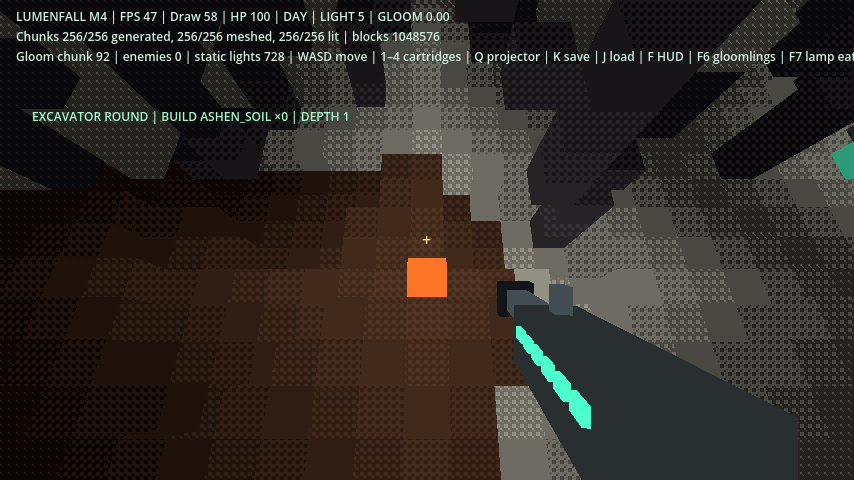 LUMENFALL M4 | FPS 47 | Draw 58 | HP 100 | DAY | LIGHT 5 | GLOOM 0.00
Chunks 256/256 generated, 256/256 meshed, 256/256 lit | blocks 1048576
Gloom chunk 92 | enemies 0 | static lights 728 | WASD move | 1–4 cartridges | Q projector | K save | J load | F HUD | F6 gloomlings | F7 lamp eat
EXCAVATOR ROUND | BUILD ASHEN_SOIL ×0 | DEPTH 1